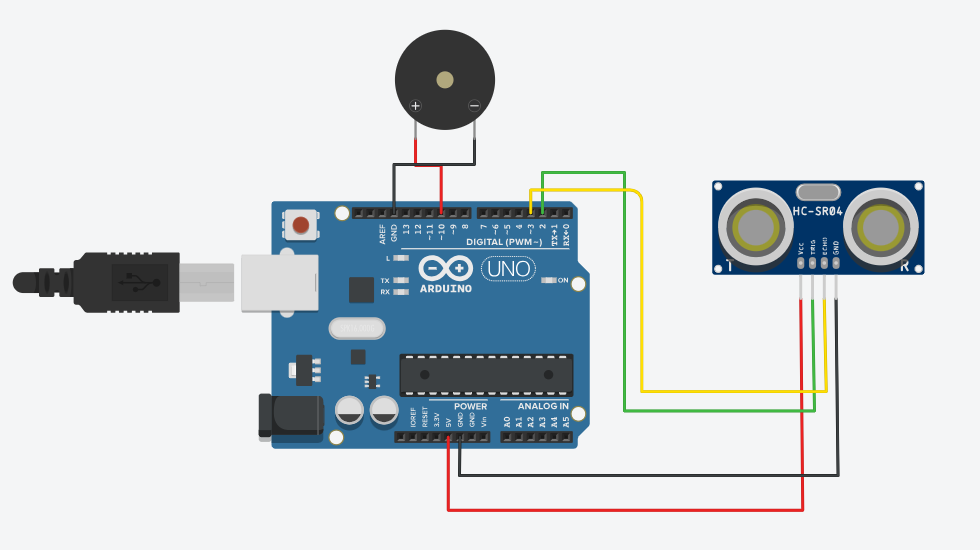 +
−
HC-SR04
VCC
TRIG
ECHO
GND
T
R
AREF
GND
13
12
~11
~10
~9
8
7
~6
~5
4
~3
2
TX→1
RX←0
DIGITAL (PWM~)
L
TX
RX
UNO
ON
ARDUINO
POWER
ANALOG IN
IOREF
RESET
3.3V
5V
GND
GND
Vin
A0
A1
A2
A3
A4
A5